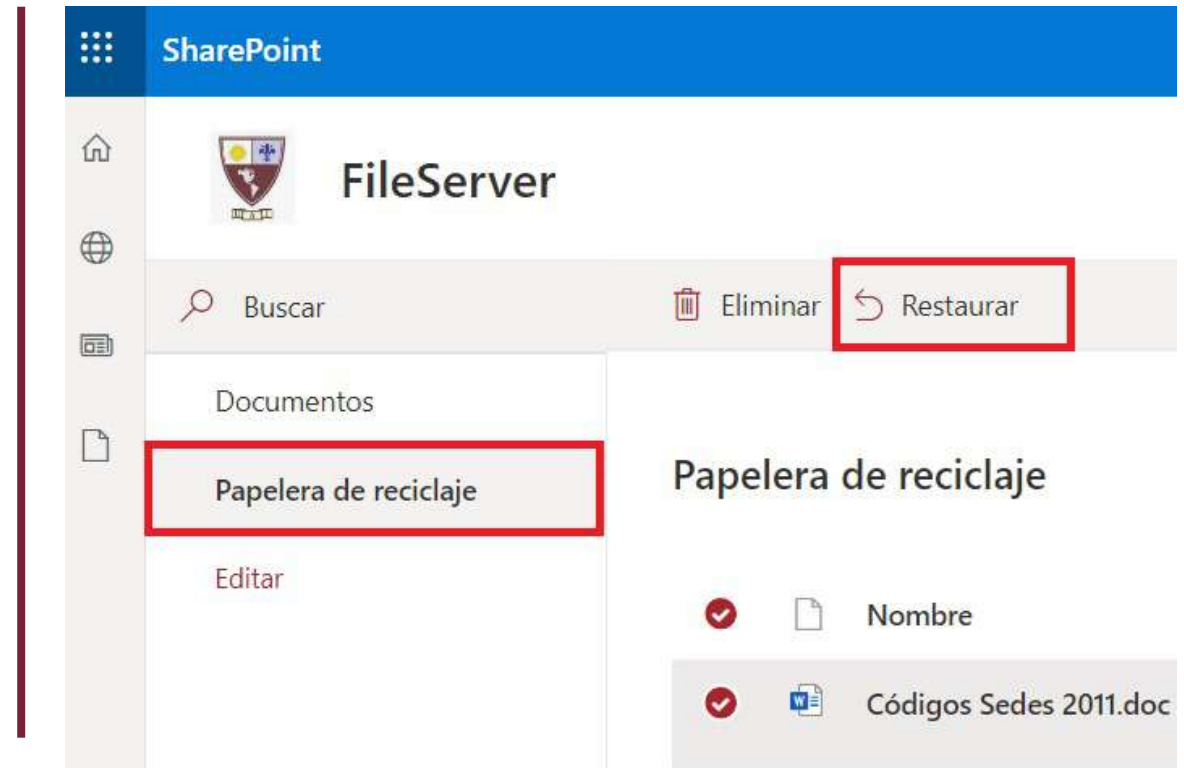 SharePoint
FileServer
Buscar
Eliminar
Restaurar
Documentos
Papelera de reciclaje
Editar
Papelera de reciclaje
Nombre
Códigos Sedes 2011.doc